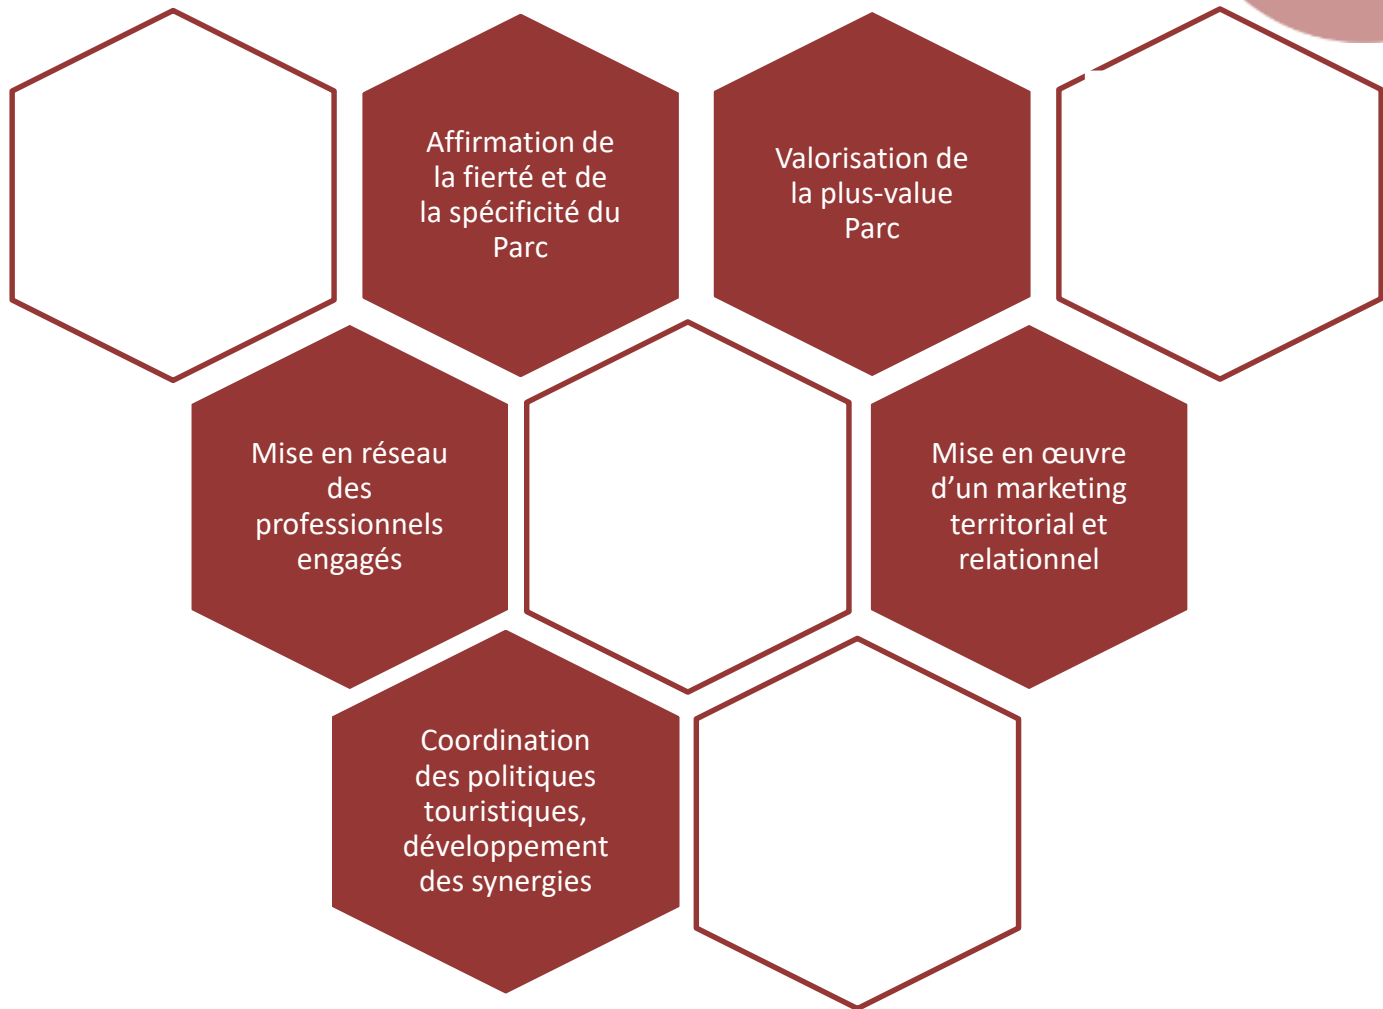 Affirmation de
la fierté et de
la spécificité du
Parc
Valorisation de
la plus-value
Parc
Mise en réseau
des
professionnels
engagés
Mise en œuvre
d’un marketing
territorial et
relationnel
Coordination
des politiques
touristiques,
développement
des synergies